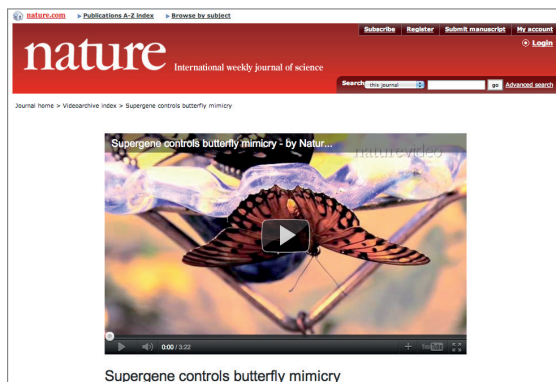 nature.com Publications A-Z index Browse by subject
Subscribe Register Submit manuscript My account
Login
nature International weekly journal of science
Search this journal go Advanced search
Journal home > Videoarchive index > Supergene controls butterfly mimicry
Supergene controls butterfly mimicry - by Natur...
naturevideo
0:00 / 3:22 YouTube
Supergene controls butterfly mimicry